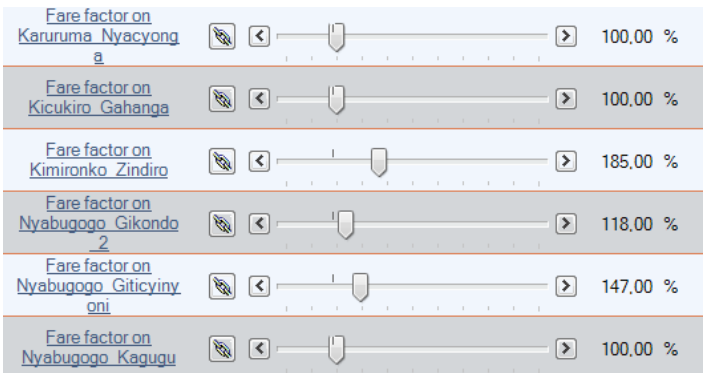 Fare factor on
Karuruma_Nyacyong
a
100,00 %
Fare factor on
Kicukiro_Gahanga
100,00 %
Fare factor on
Kimironko_Zindiro
185,00 %
Fare factor on
Nyabugogo_Gikondo
_2
118,00 %
Fare factor on
Nyabugogo_Giticyiny
oni
147,00 %
Fare factor on
Nyabugogo_Kagugu
100,00 %